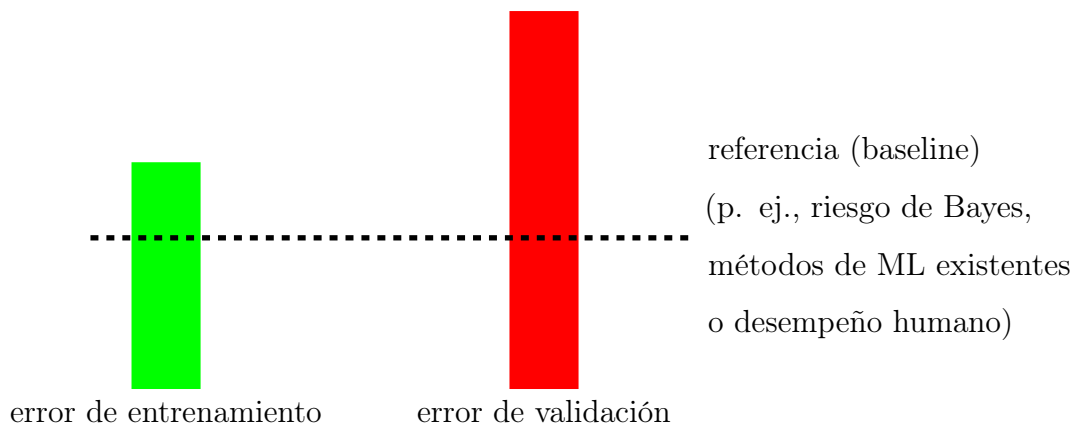 referencia (baseline)
(p. ej., riesgo de Bayes,
métodos de ML existentes
o desempeño humano)
error de entrenamiento
error de validación